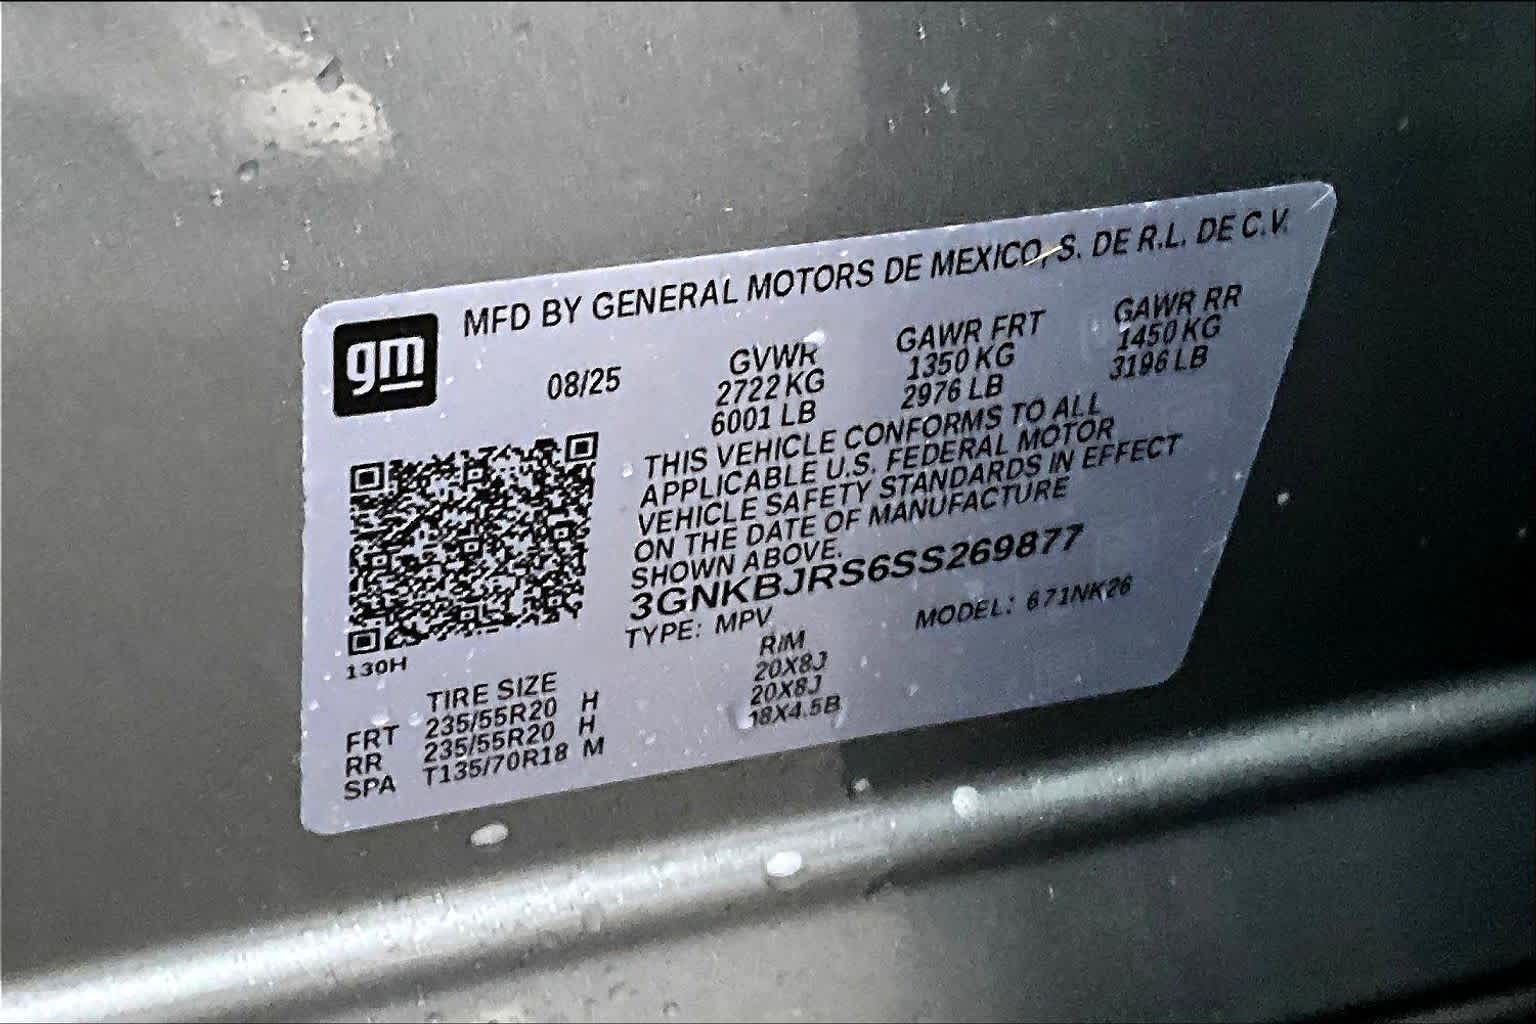 gm
MFD BY GENERAL MOTORS DE MEXICO, S. DE R.L. DE C.V.
08/25
GVWR GAWR FRT GAWR RR
2722 KG 1350 KG 1450 KG
6001 LB 2976 LB 3196 LB
THIS VEHICLE CONFORMS TO ALL
APPLICABLE U.S. FEDERAL MOTOR
VEHICLE SAFETY STANDARDS IN EFFECT
ON THE DATE OF MANUFACTURE
SHOWN ABOVE.
3GNKBJRS6SS269877
TYPE: MPV MODEL: 671NK26
130H
TIRE SIZE RIM
FRT 235/55R20 H 20X8J
RR 235/55R20 H 20X8J
SPA T135/70R18 M 18X4.5B